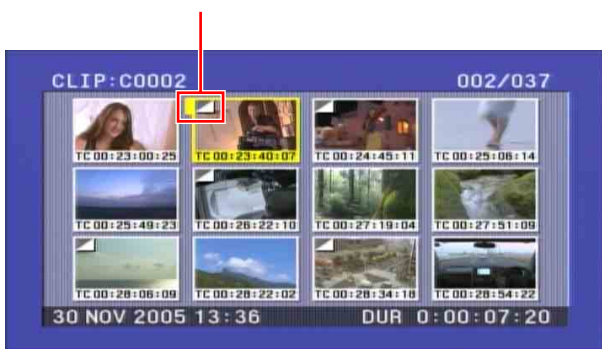 CLIP:C0002 002/037
TC 00:23:00:25 TC 00:23:40:07 TC 00:24:45:11 TC 00:25:06:14
TC 00:25:49:23 TC 00:26:22:10 TC 00:27:19:04 TC 00:27:51:09
TC 00:28:06:09 TC 00:28:22:02 TC 00:28:34:18 TC 00:28:54:22
30 NOV 2005 13:36 DUR 0:00:07:20